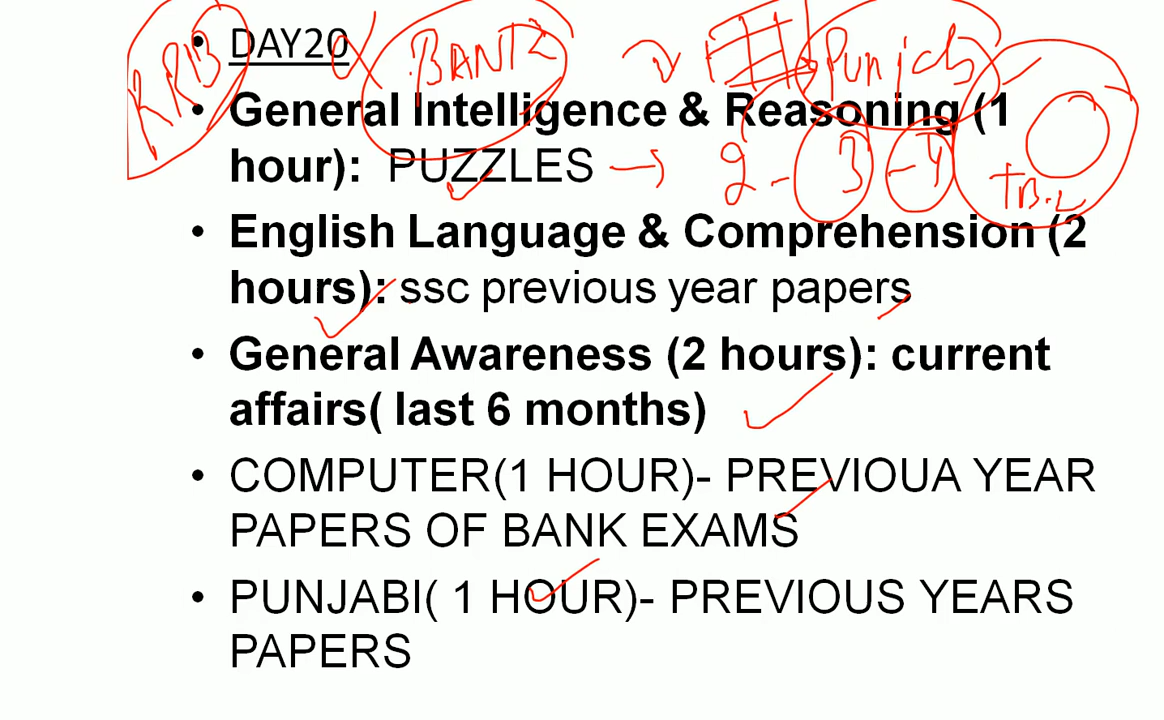 DAY20
RRB BANK Punjab
General Intelligence & Reasoning (1
hour): PUZZLES → 2 - 3 - 4
English Language & Comprehension (2
hours): ssc previous year papers
General Awareness (2 hours): current
affairs( last 6 months)
COMPUTER(1 HOUR)- PREVIOUA YEAR
PAPERS OF BANK EXAMS
PUNJABI( 1 HOUR)- PREVIOUS YEARS
PAPERS